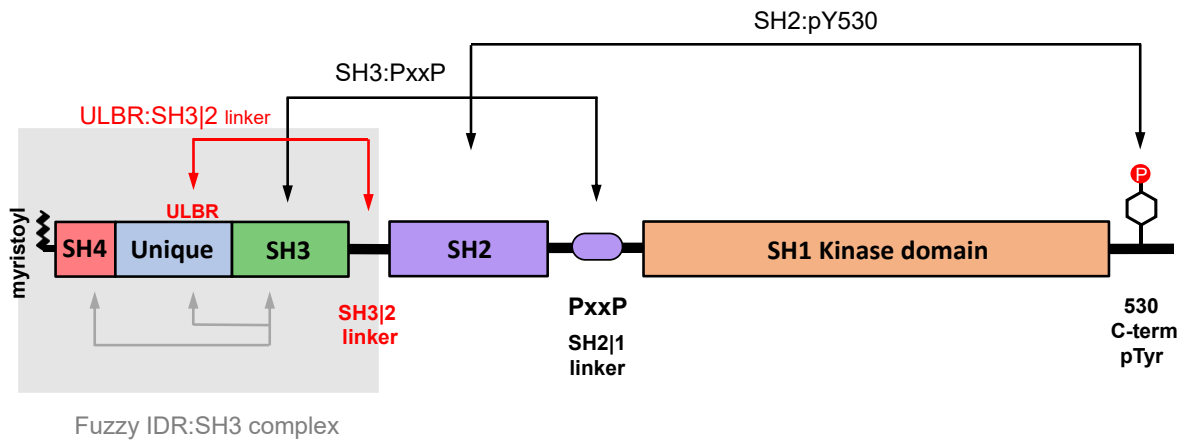 SH2:pY530
SH3:PxxP
ULBR:SH3|2 linker
ULBR
P
myristoyl
SH4
Unique
SH3
SH2
SH1 Kinase domain
SH3|2
linker
PxxP
SH2|1
linker
530
C-term
pTyr
Fuzzy IDR:SH3 complex